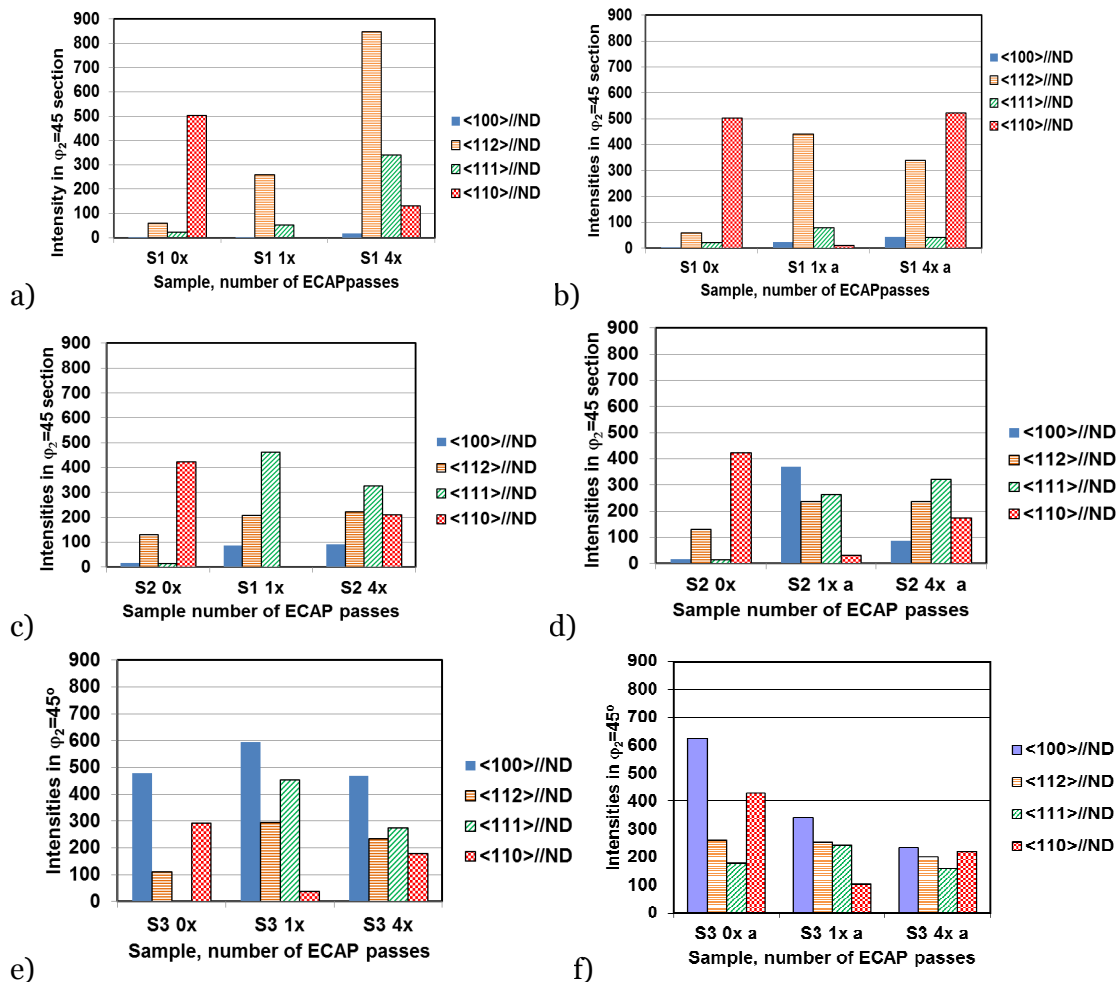 Intensity in φ2=45 section
900
800
700
600
500
400
300
200
100
0
S1 0x S1 1x S1 4x
Sample, number of ECAPpasses
<100>//ND
<112>//ND
<111>//ND
<110>//ND
a)
Intensities in φ2=45 section
900
800
700
600
500
400
300
200
100
0
S1 0x S1 1x a S1 4x a
Sample, number of ECAPpasses
<100>//ND
<112>//ND
<111>//ND
<110>//ND
b)
Intensities in φ2=45 section
900
800
700
600
500
400
300
200
100
0
S2 0x S1 1x S2 4x
Sample number of ECAP passes
<100>//ND
<112>//ND
<111>//ND
<110>//ND
c)
Intensities in φ2=45 section
900
800
700
600
500
400
300
200
100
0
S2 0x S2 1x a S2 4x a
Sample number of ECAP passes
<100>//ND
<112>//ND
<111>//ND
<110>//ND
d)
Intensities in φ2=45º
900
800
700
600
500
400
300
200
100
0
S3 0x S3 1x S3 4x
Sample, number of ECAP passes
<100>//ND
<112>//ND
<111>//ND
<110>//ND
e)
Intensities in φ2=45º
900
800
700
600
500
400
300
200
100
0
S3 0x a S3 1x a S3 4x a
Sample, number of ECAP passes
<100>//ND
<112>//ND
<111>//ND
<110>//ND
f)